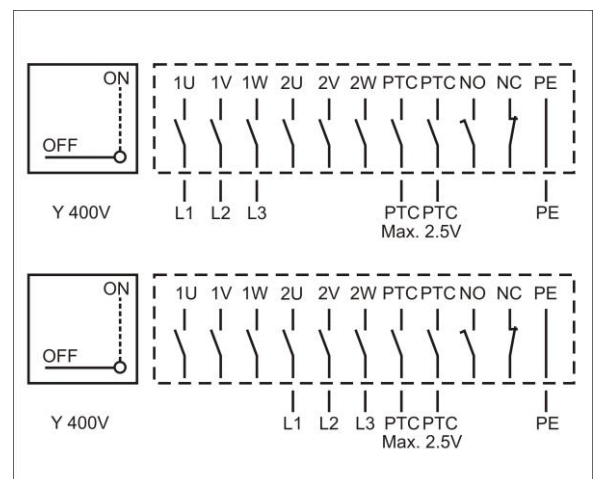 ON 1U 1V 1W 2U 2V 2W PTC PTC NO NC PE
OFF
Y 400V L1 L2 L3 PTC PTC PE
Max. 2.5V
ON 1U 1V 1W 2U 2V 2W PTC PTC NO NC PE
OFF
Y 400V L1 L2 L3 PTC PTC PE
Max. 2.5V